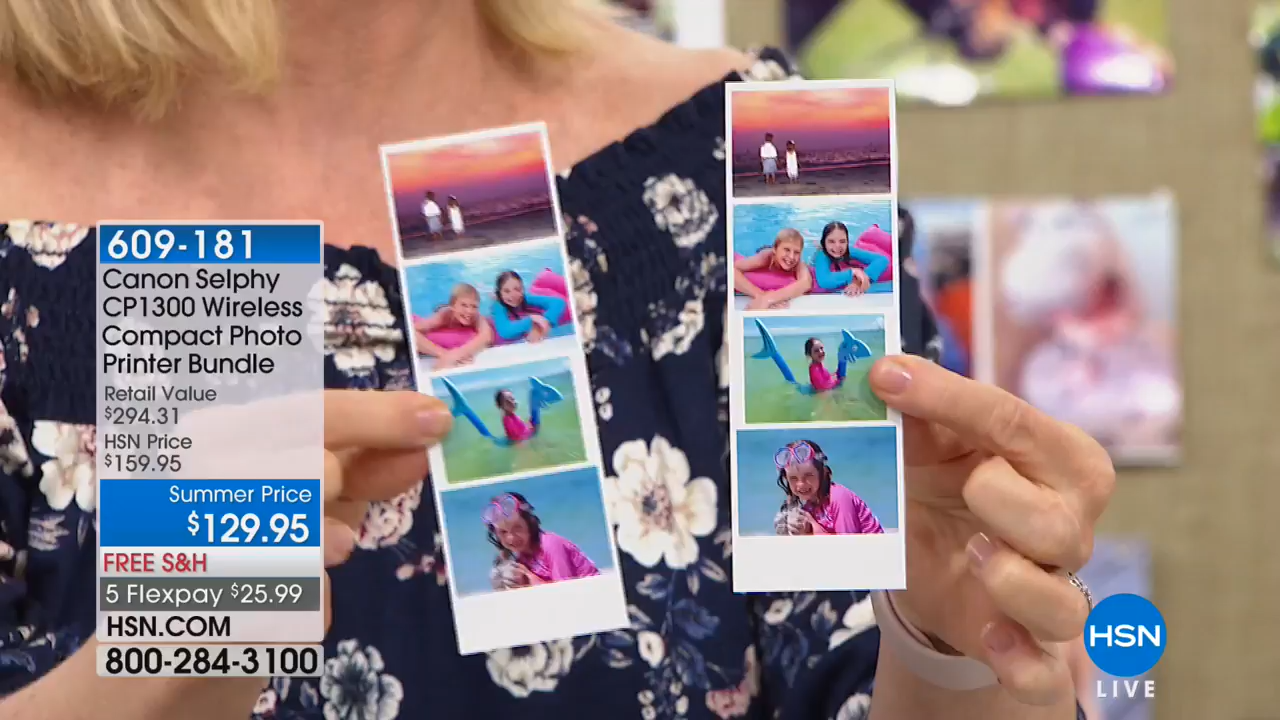 609-181
Canon Selphy
CP1300 Wireless
Compact Photo
Printer Bundle
Retail Value
$294.31
HSN Price
$159.95
Summer Price
$129.95
FREE S&H
5 Flexpay $25.99
HSN.COM
800-284-3100
HSN
LIVE